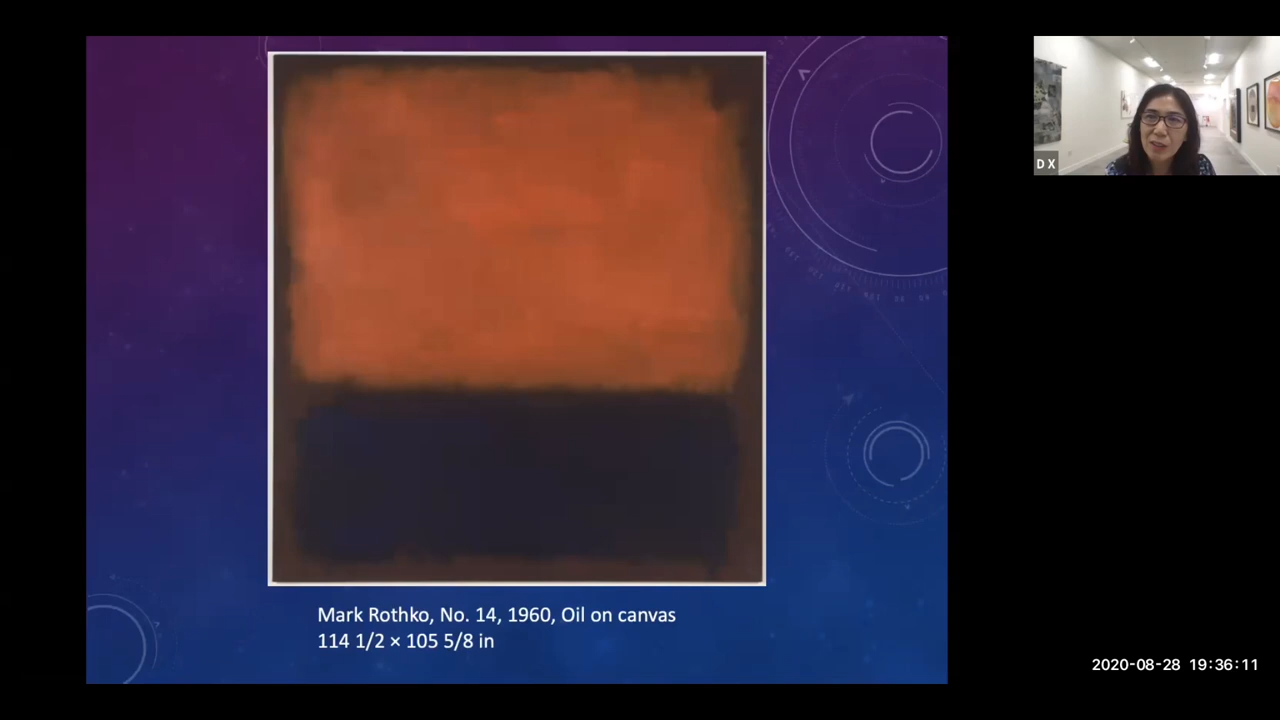 Mark Rothko, No. 14, 1960, Oil on canvas
114 1/2 × 105 5/8 in
D X
2020-08-28 19:36:11